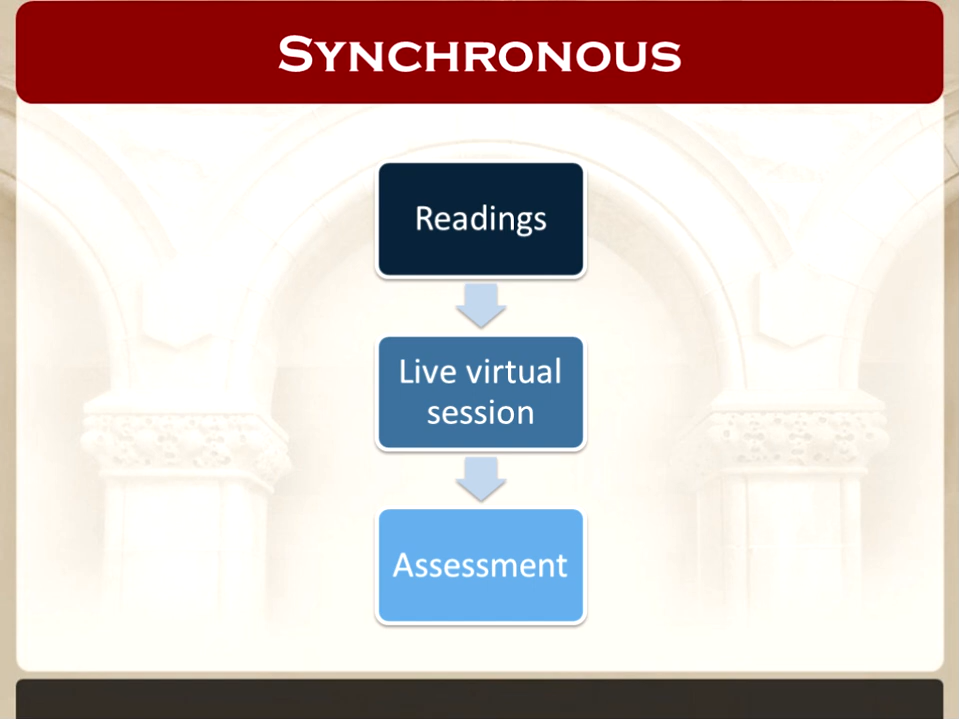 Synchronous
Readings
Live virtual
session
Assessment